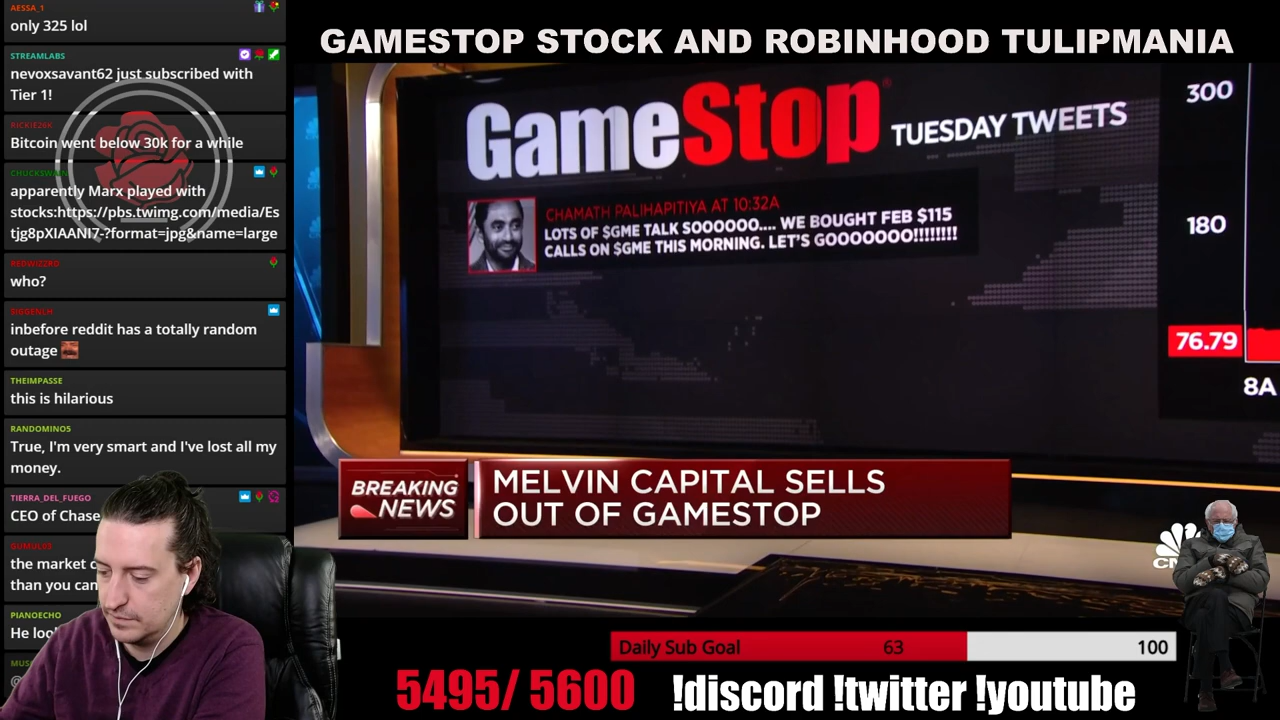 AESSA_1
only 325 lol
STREAMLABS
nevoxsavant62 just subscribed with
Tier 1!
RICKIE26K
Bitcoin went below 30k for a while
apparently Marx played with
stocks:https://pbs.twimg.com/media/Es
tjg8pXIAANI7-?format=jpg&name=large
REDWIZZRD
who?
inbefore reddit has a totally random
outage
THEIMPASSE
this is hilarious
RANDOMINO5
True, I'm very smart and I've lost all my
money.
TIERRA_DEL_FUEGO
CEO of Chase
the market
than you can
PIANOECHO
He
GAMESTOP STOCK AND ROBINHOOD TULIPMANIA
GameStop TUESDAY TWEETS
CHAMATH PALIHAPITIYA AT 10:32A
LOTS OF $GME TALK SOOOOOO.... WE BOUGHT FEB $115
CALLS ON $GME THIS MORNING. LET'S GOOOOOOO!!!!!!!!
300
180
76.79
8A
BREAKING
NEWS
MELVIN CAPITAL SELLS
OUT OF GAMESTOP
Daily Sub Goal 63 100
5495/ 5600 !discord !twitter !youtube